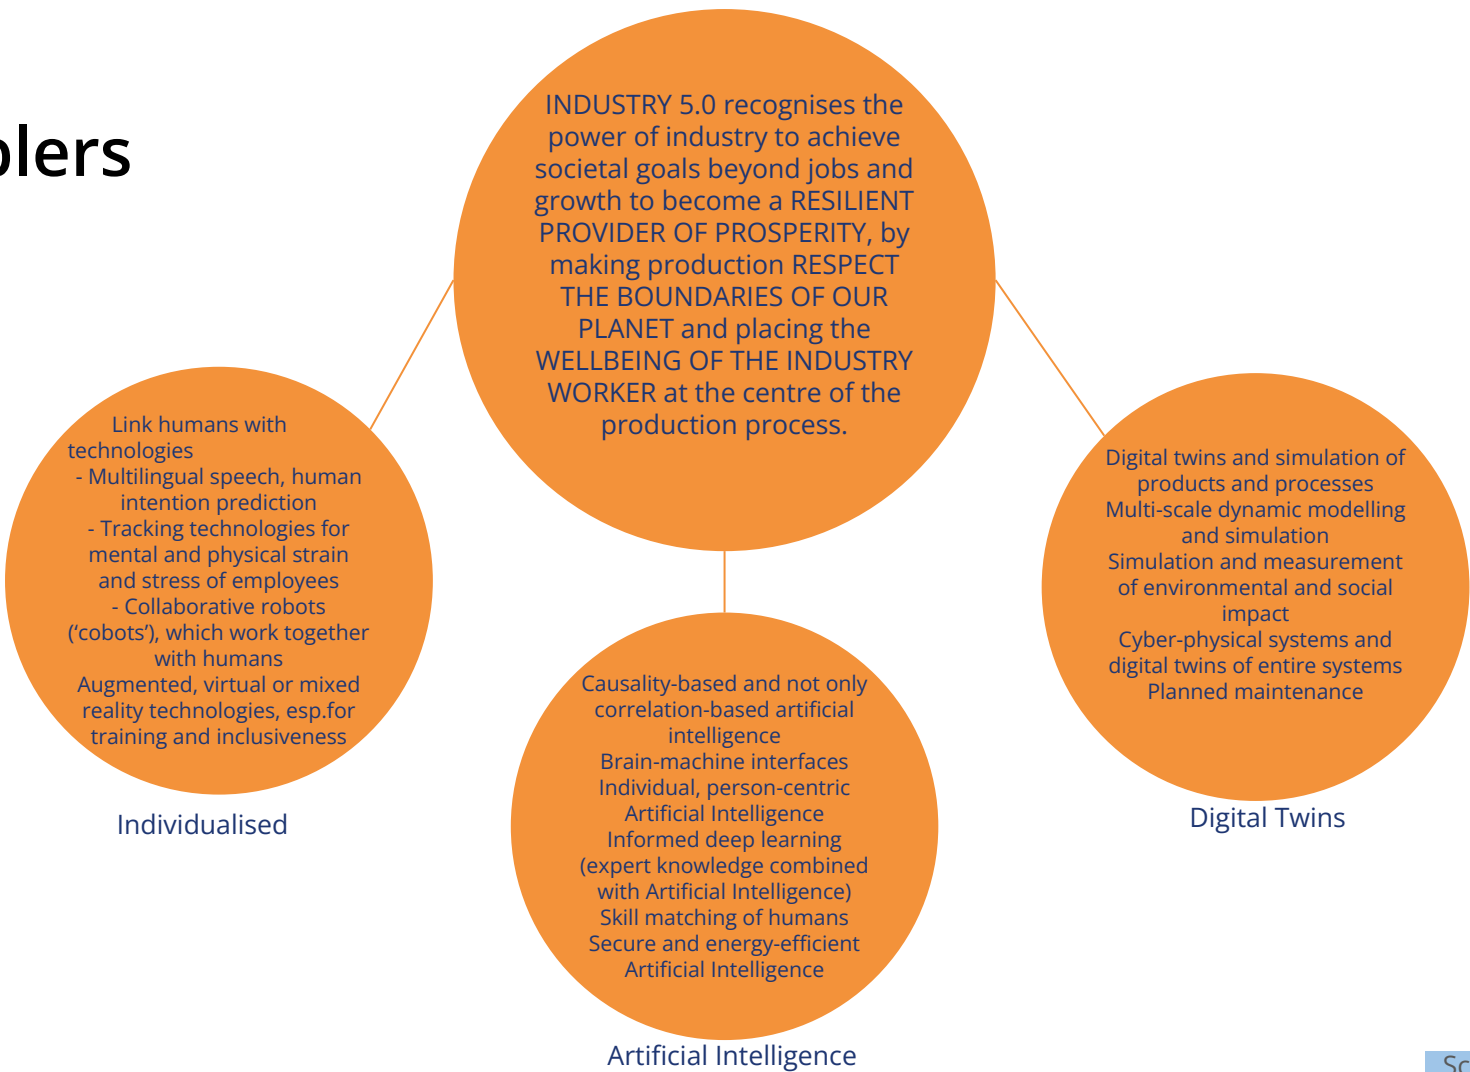 blers
INDUSTRY 5.0 recognises the
power of industry to achieve
societal goals beyond jobs and
growth to become a RESILIENT
PROVIDER OF PROSPERITY, by
making production RESPECT
THE BOUNDARIES OF OUR
PLANET and placing the
WELLBEING OF THE INDUSTRY
WORKER at the centre of the
production process.
Link humans with
technologies
- Multilingual speech, human
intention prediction
- Tracking technologies for
mental and physical strain
and stress of employees
- Collaborative robots
(‘cobots’), which work together
with humans
Augmented, virtual or mixed
reality technologies, esp.for
training and inclusiveness
Individualised
Causality-based and not only
correlation-based artificial
intelligence
Brain-machine interfaces
Individual, person-centric
Artificial Intelligence
Informed deep learning
(expert knowledge combined
with Artificial Intelligence)
Skill matching of humans
Secure and energy-efficient
Artificial Intelligence
Artificial Intelligence
Digital twins and simulation of
products and processes
Multi-scale dynamic modelling
and simulation
Simulation and measurement
of environmental and social
impact
Cyber-physical systems and
digital twins of entire systems
Planned maintenance
Digital Twins